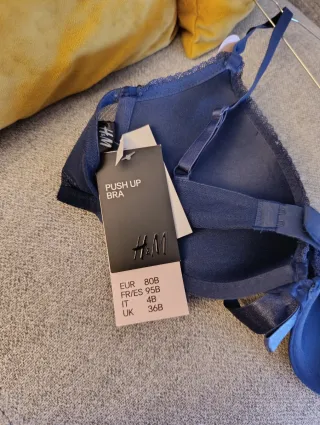 H&M
PUSH UP
BRA
H&M
EUR 80B
FR/ES 95B
IT 4B
UK 36B